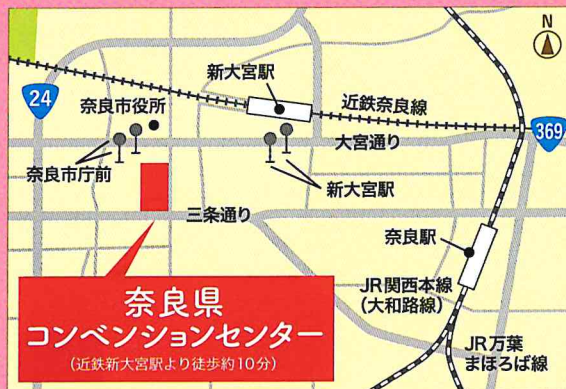 N
24
新大宮駅
奈良市役所
近鉄奈良線
369
大宮通り
奈良市庁前
新大宮駅
三条通り
奈良駅
JR関西本線
(大和路線)
JR万葉
まほろば線
奈良県
コンベンションセンター
(近鉄新大宮駅より徒歩約10分)